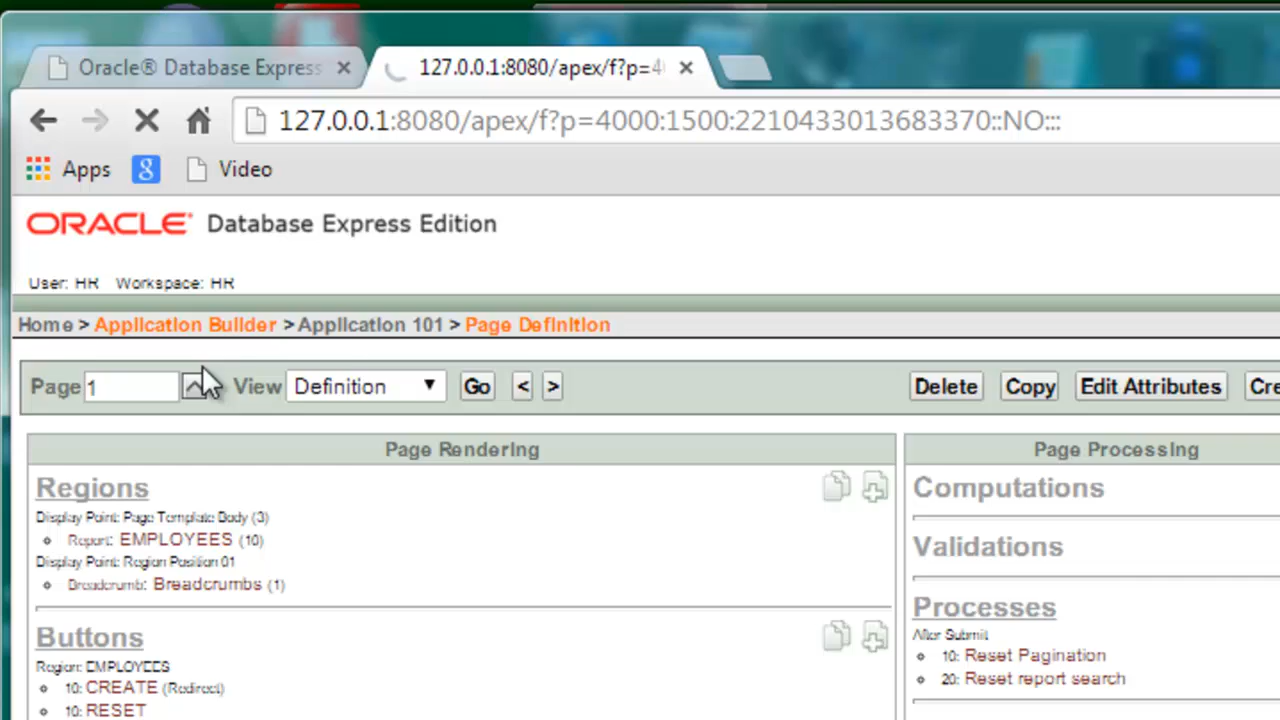 Oracle® Database Express
127.0.0.1:8080/apex/f?p=4
127.0.0.1:8080/apex/f?p=4000:1500:2210433013683370::NO:::
Apps
8
Video
ORACLE® Database Express Edition
User: HR Workspace: HR
Home > Application Builder > Application 101 > Page Definition
Page 1 View Definition Go < > Delete Copy Edit Attributes Cre
Page Rendering
Regions
Display Point: Page Template Body (3)
Report: EMPLOYEES (10)
Display Point: Region Position 01
Breadcrumb: Breadcrumbs (1)
Buttons
Region: EMPLOYEES
10: CREATE (Redirect)
10: RESET
Page Processing
Computations
Validations
Processes
After Submit
10: Reset Pagination
20: Reset report search